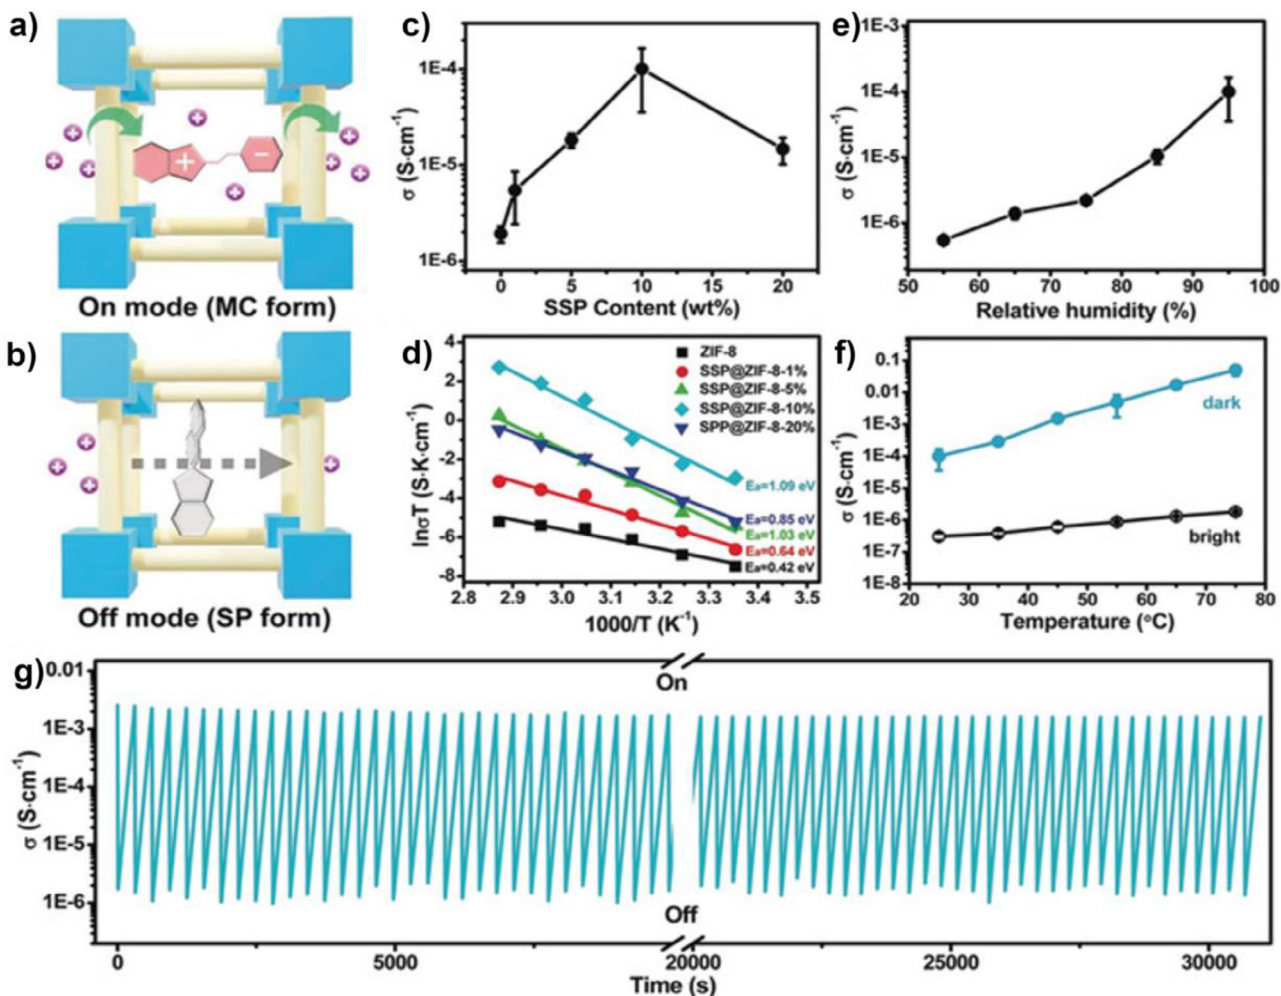 a)
+
−
On mode (MC form)
b)
Off mode (SP form)
c)
σ (S·cm⁻¹)
1E-4
1E-5
1E-6
0 5 10 15 20
SSP Content (wt%)
e)
σ (S·cm⁻¹)
1E-3
1E-4
1E-5
1E-6
50 60 70 80 90 100
Relative humidity (%)
d)
lnσT (S·K·cm⁻¹)
4
2
0
-2
-4
-6
-8
ZIF-8
SSP@ZIF-8-1%
SSP@ZIF-8-5%
SSP@ZIF-8-10%
SPP@ZIF-8-20%
Ea=1.09 eV
Ea=0.85 eV
Ea=1.03 eV
Ea=0.64 eV
Ea=0.42 eV
2.8 2.9 3.0 3.1 3.2 3.3 3.4 3.5
1000/T (K⁻¹)
f)
σ (S·cm⁻¹)
0.1
0.01
1E-3
1E-4
1E-5
1E-6
1E-7
1E-8
dark
bright
20 30 40 50 60 70 80
Temperature (°C)
g)
σ (S·cm⁻¹)
0.01
1E-3
1E-4
1E-5
1E-6
On
Off
0 5000 20000 25000 30000
Time (s)